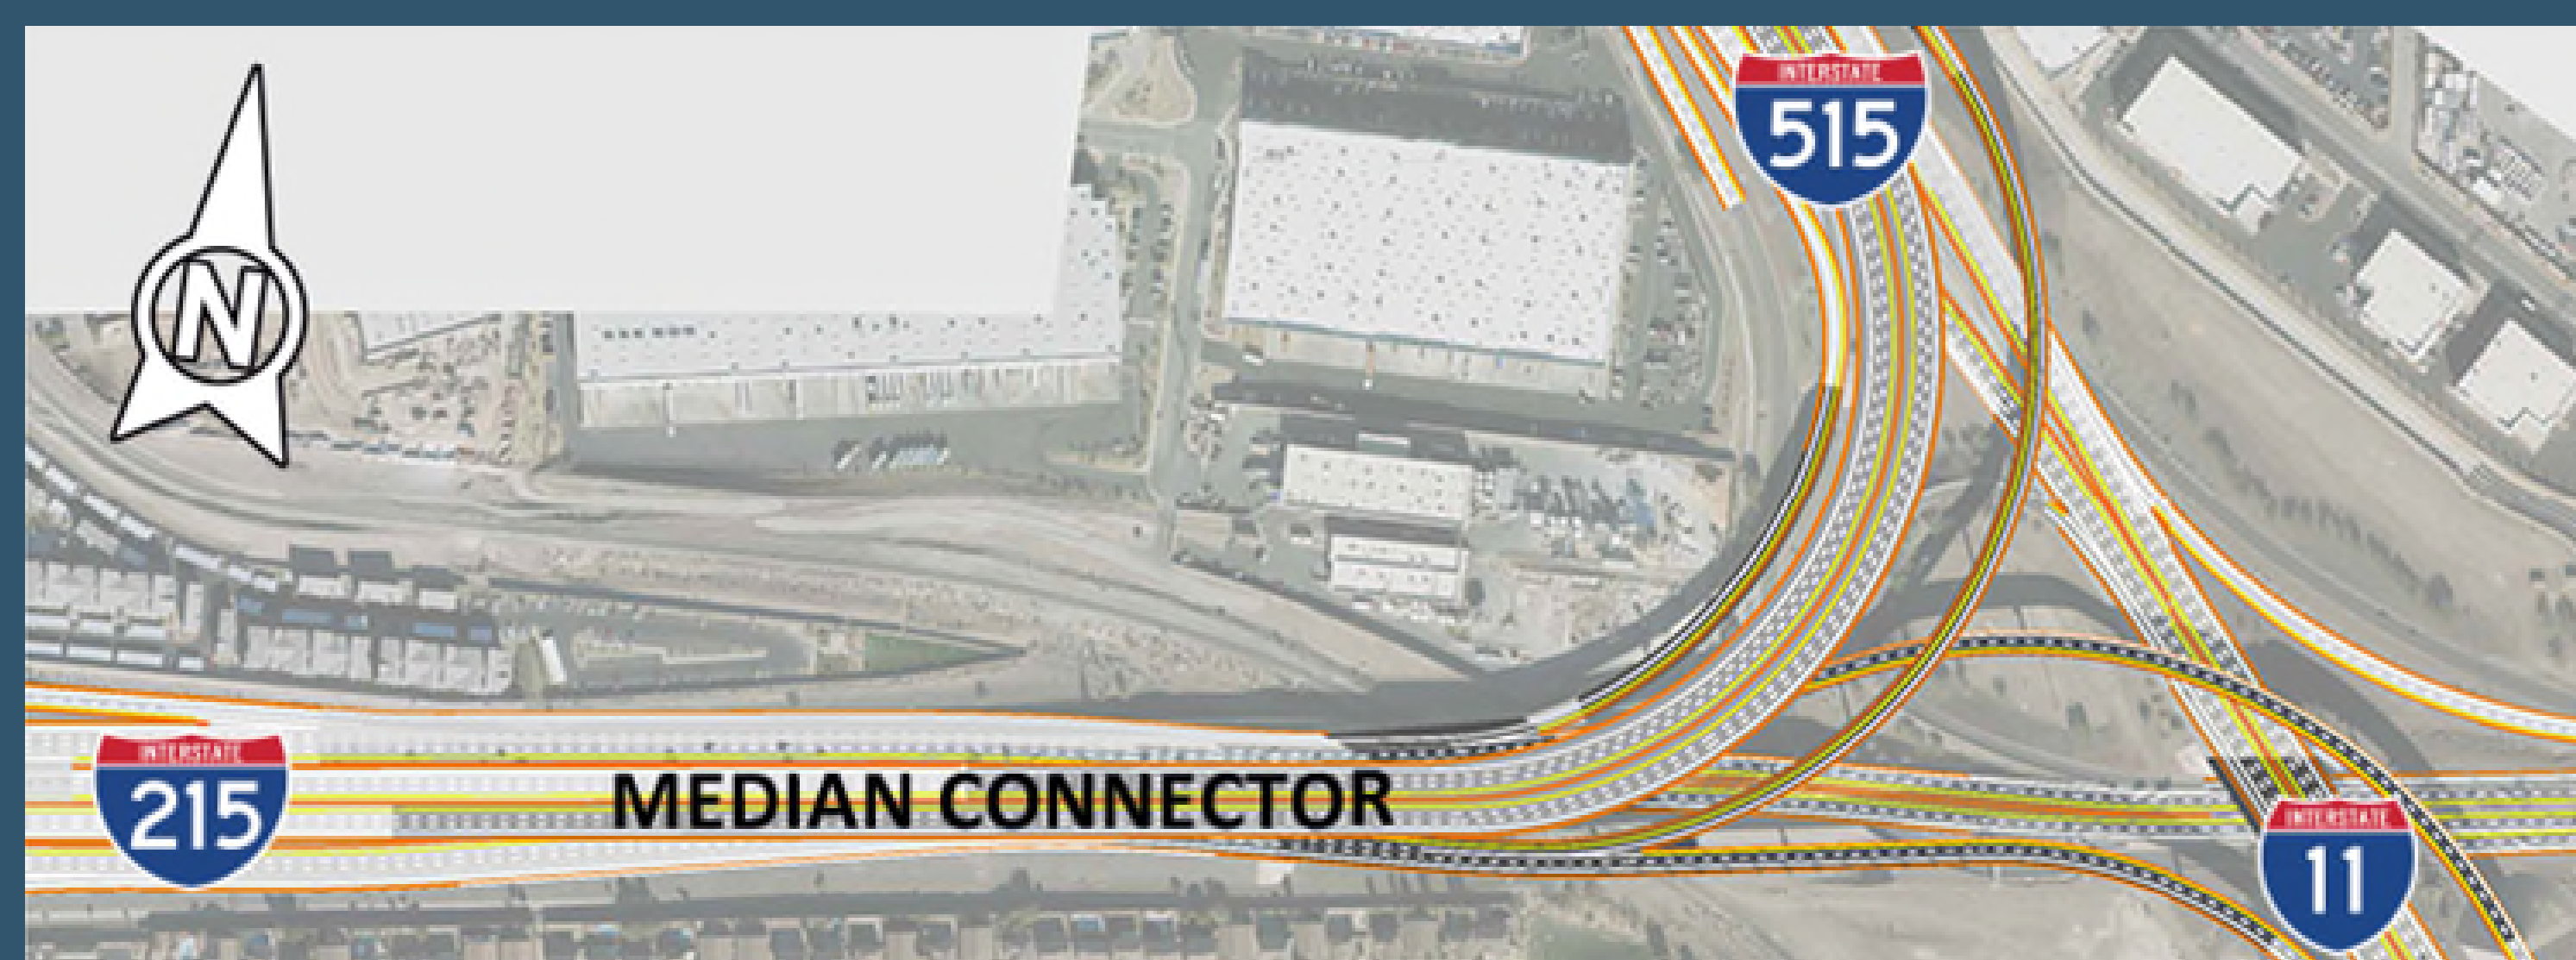 N
INTERSTATE
515
INTERSTATE
215
MEDIAN CONNECTOR
INTERSTATE
11